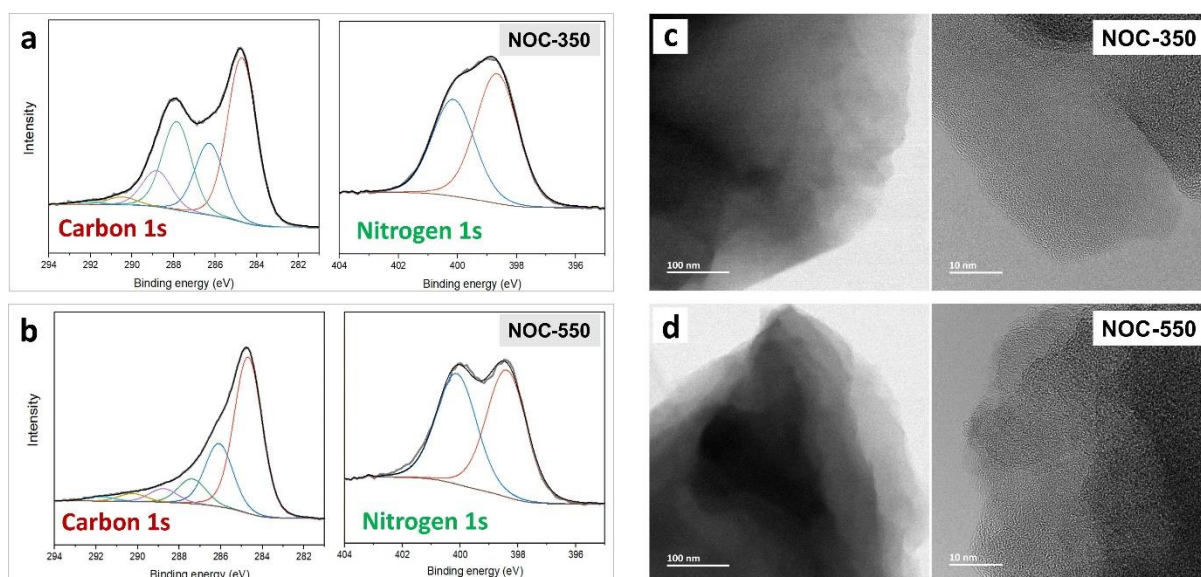 a
Intensity
Carbon 1s
294 292 290 288 286 284 282
Binding energy (eV)
NOC-350
Nitrogen 1s
404 402 400 398 396
Binding energy (eV)
b
Intensity
Carbon 1s
294 292 290 288 286 284 282
Binding energy (eV)
NOC-550
Nitrogen 1s
404 402 400 398 396
Binding energy (eV)
c
100 nm
NOC-350
10 nm
d
100 nm
NOC-550
10 nm